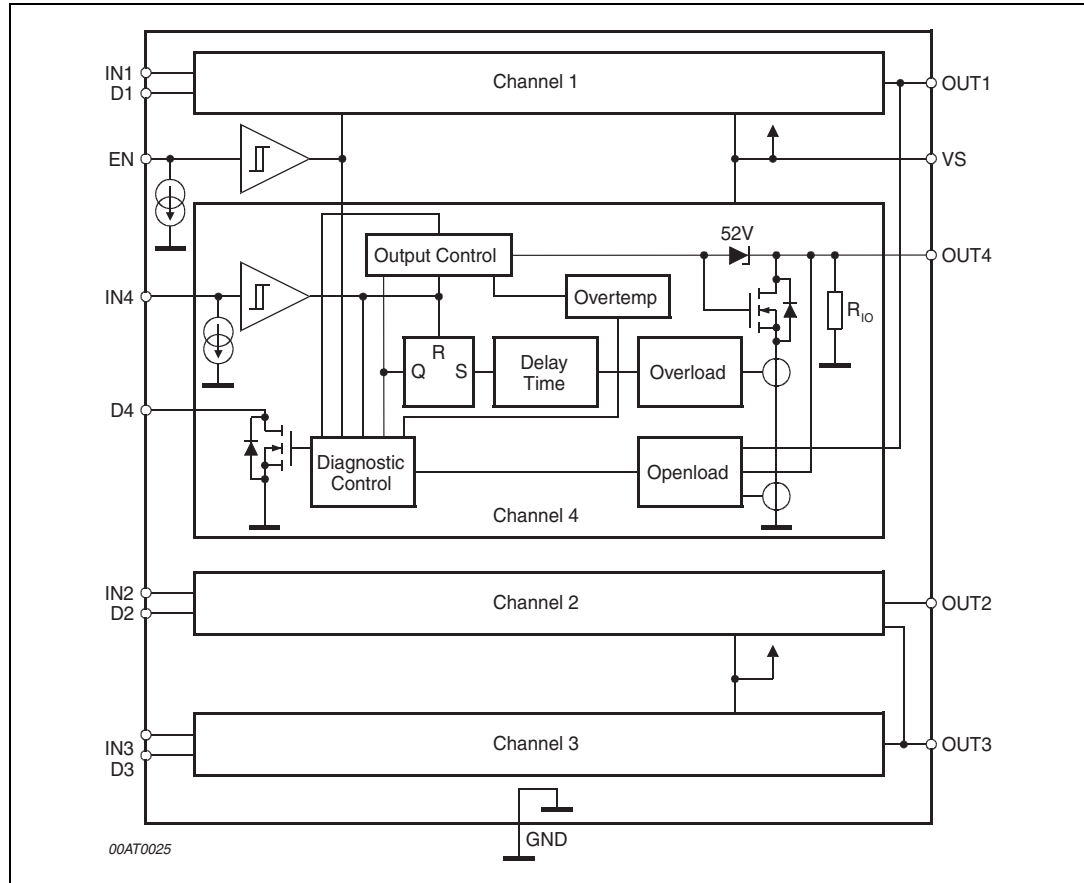 IN1
D1
Channel 1
OUT1
EN
VS
52V
Output Control
OUT4
IN4
Overtemp
R_IO
R
Q
S
Delay
Time
Overload
D4
Diagnostic
Control
Openload
Channel 4
IN2
D2
Channel 2
OUT2
IN3
D3
Channel 3
OUT3
GND
00AT0025